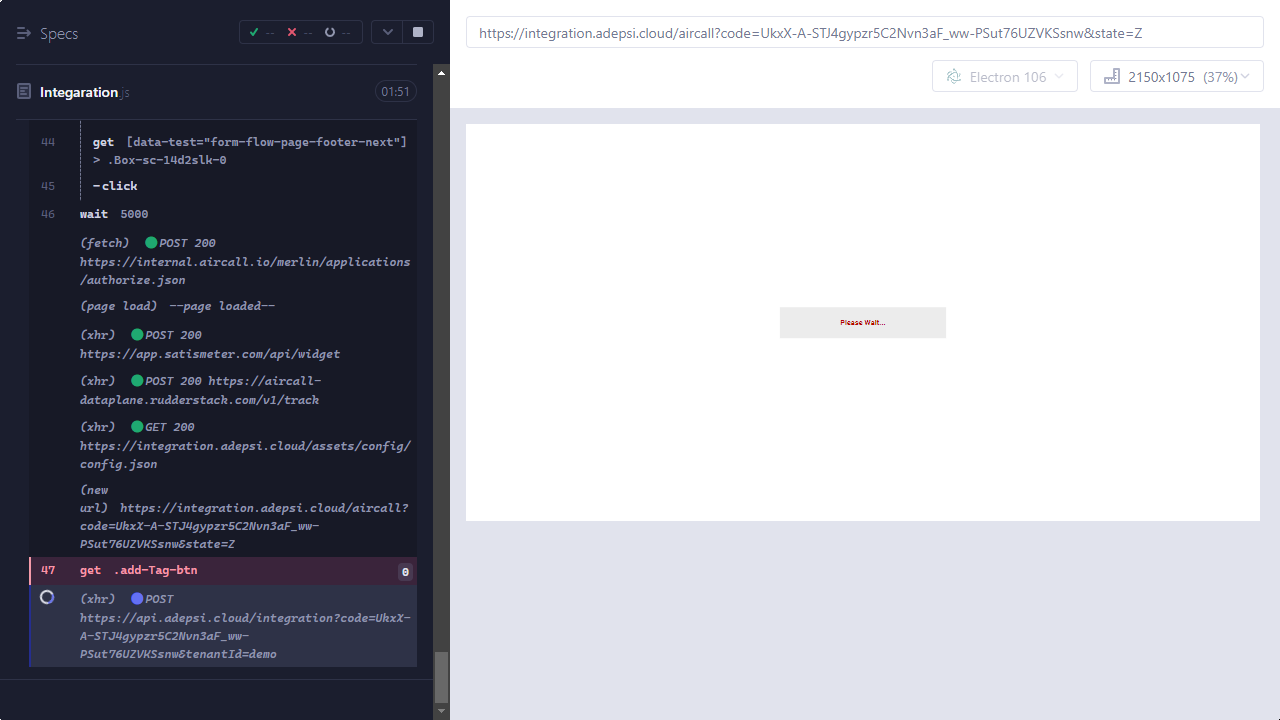 Specs
--
--
--
Integaration.js
01:51
44 get [data-test="form-flow-page-footer-next"]
> .Box-sc-14d2slk-0
45 -click
46 wait 5000
(fetch) POST 200
https://internal.aircall.io/merlin/applications
/authorize.json
(page load) --page loaded--
(xhr) POST 200
https://app.satismeter.com/api/widget
(xhr) POST 200 https://aircall-
dataplane.rudderstack.com/v1/track
(xhr) GET 200
https://integration.adepsi.cloud/assets/config/
config.json
(new
url) https://integration.adepsi.cloud/aircall?
code=UkxX-A-STJ4gypzr5C2Nvn3aF_ww-
PSut76UZVKSsnw&state=Z
47 get .add-Tag-btn 0
(xhr) POST
https://api.adepsi.cloud/integration?code=UkxX-
A-STJ4gypzr5C2Nvn3aF_ww-
PSut76UZVKSsnw&tenantId=demo
https://integration.adepsi.cloud/aircall?code=UkxX-A-STJ4gypzr5C2Nvn3aF_ww-PSut76UZVKSsnw&state=Z
Electron 106
2150x1075 (37%)
Please Wait...